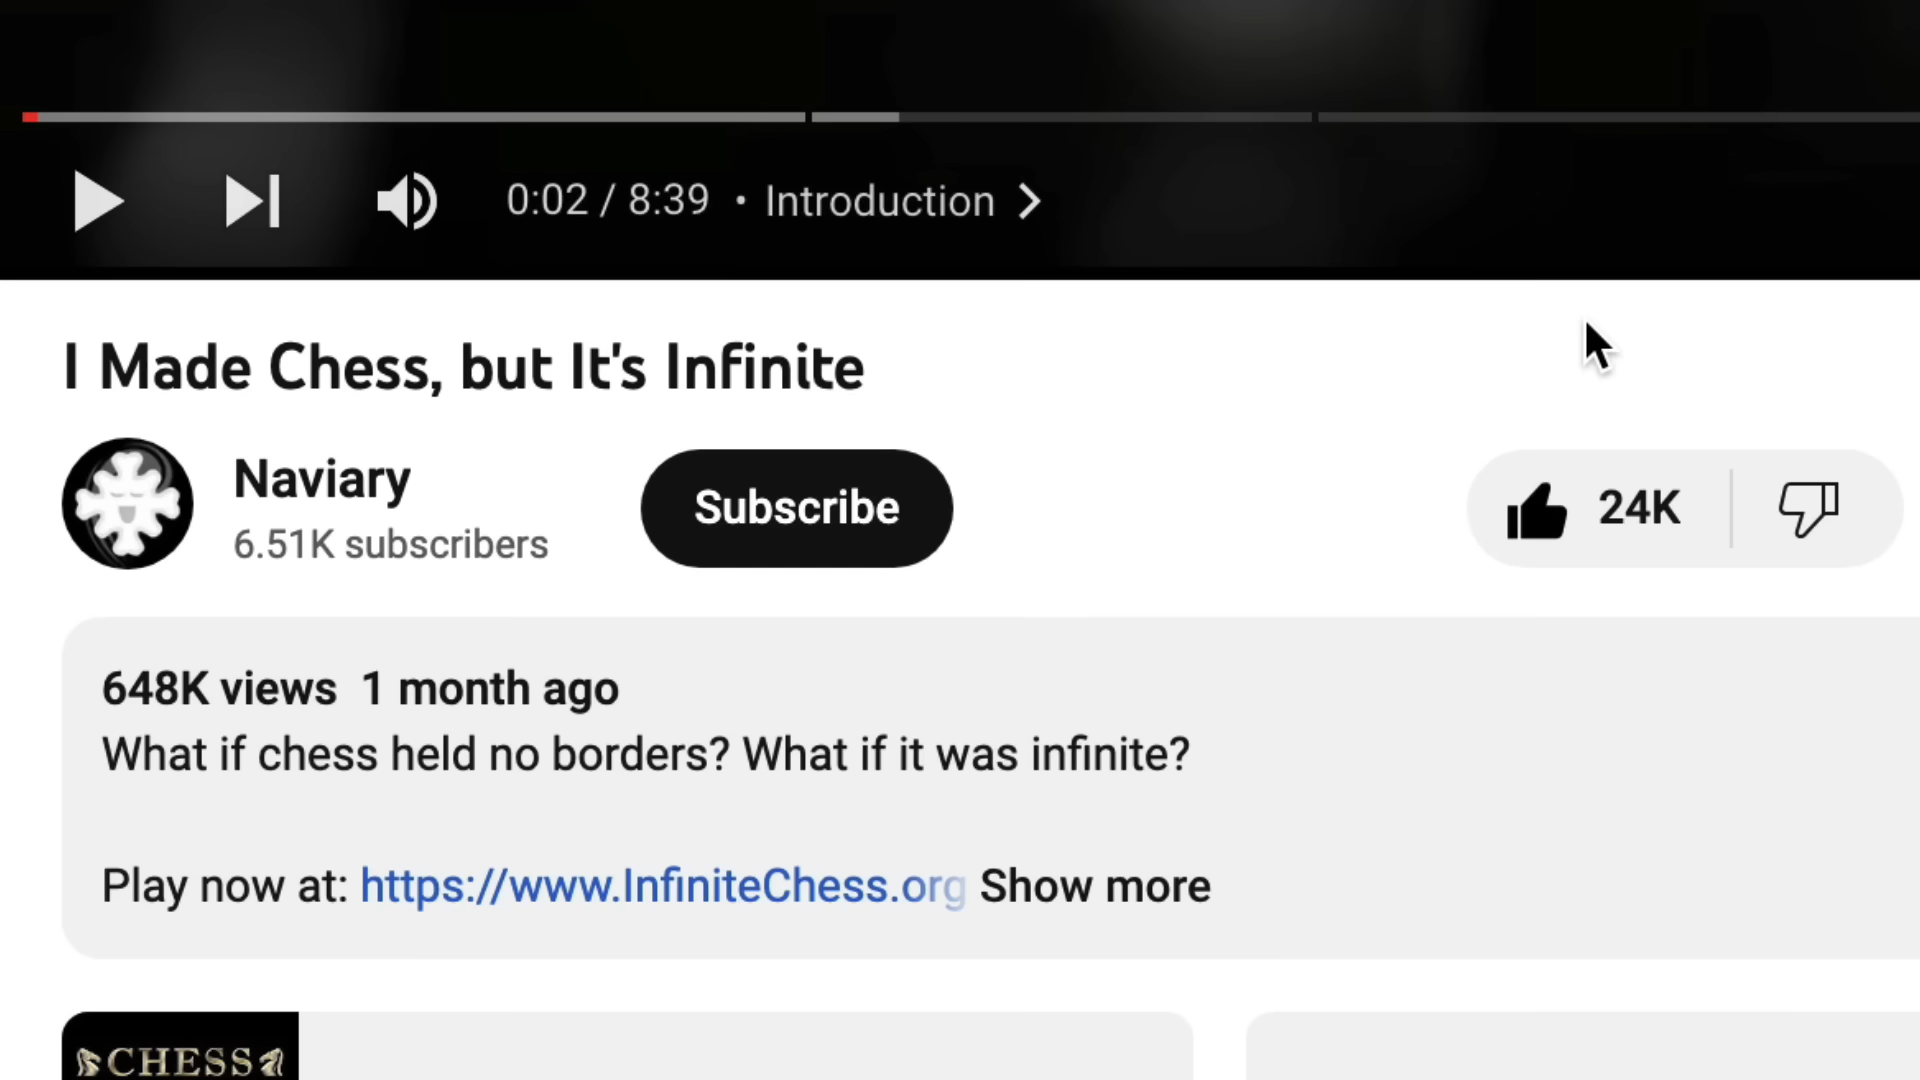 0:02 / 8:39 • Introduction
I Made Chess, but It's Infinite
Naviary
6.51K subscribers
Subscribe
24K
648K views 1 month ago
What if chess held no borders? What if it was infinite?
Play now at: https://www.InfiniteChess.org Show more
CHESS